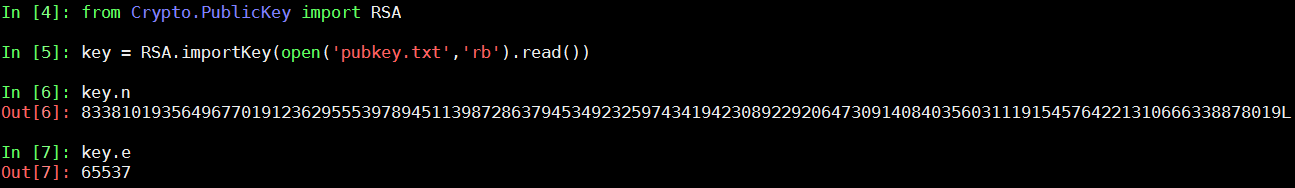 In [4]: from Crypto.PublicKey import RSA
In [5]: key = RSA.importKey(open('pubkey.txt','rb').read())
In [6]: key.n
Out[6]: 833810193564967701912362955539789451139872863794534923259743419423089229206473091408403560311191545764221310666338878019L
In [7]: key.e
Out[7]: 65537